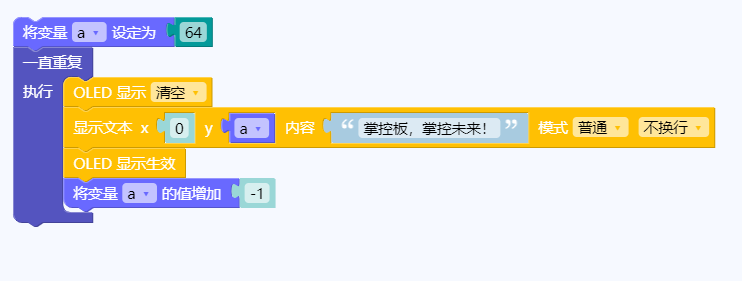 将变量 a 设定为 64
一直重复
执行 OLED 显示 清空
显示文本 x 0 y a 内容 “ 掌控板，掌控未来！ ” 模式 普通 不换行
OLED 显示生效
将变量 a 的值增加 -1